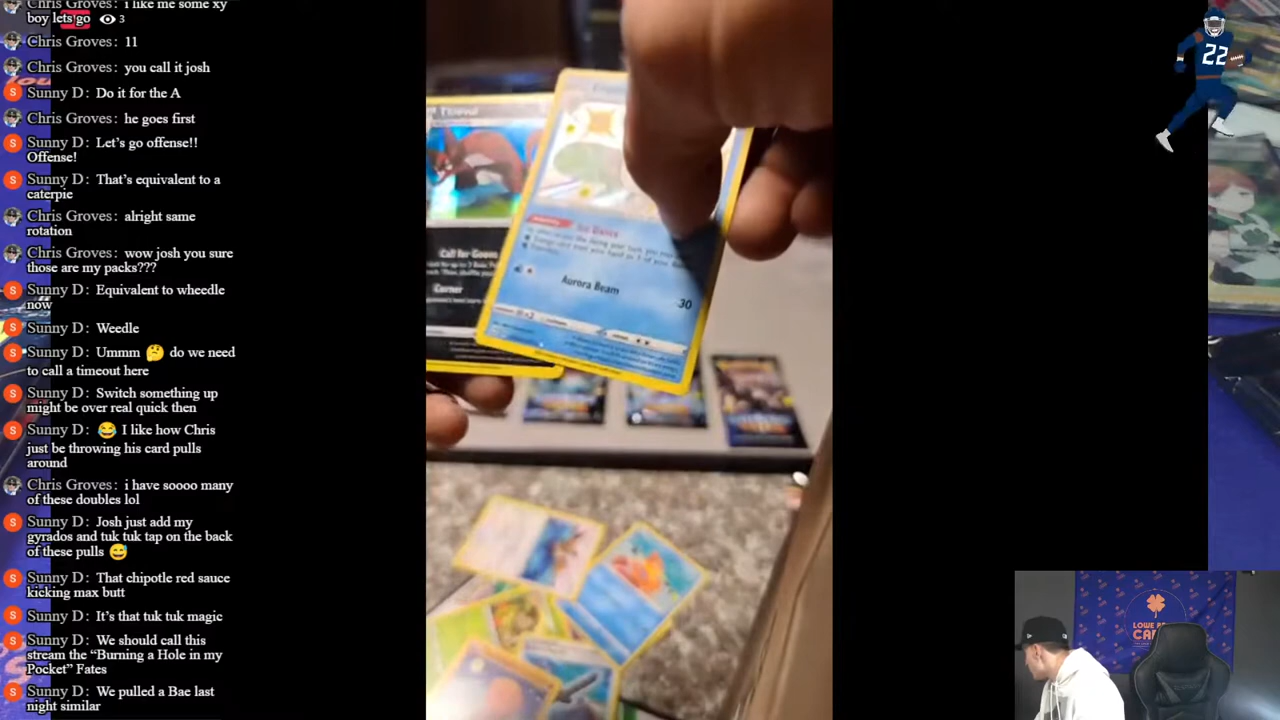 Chris Groves: i like me some xy
boy lets go 3
Chris Groves: 11
Chris Groves: you call it josh
Sunny D: Do it for the A
Chris Groves: he goes first
Sunny D: Let's go offense!!
Offense!
Sunny D: That's equivalent to a
caterpie
Chris Groves: alright same
rotation
Chris Groves: wow josh you sure
those are my packs???
Sunny D: Equivalent to wheedle
now
Sunny D: Weedle
Sunny D: Ummm 🤔 do we need
to call a timeout here
Sunny D: Switch something up
might be over real quick then
Sunny D: 😂 I like how Chris
just be throwing his card pulls
around
Chris Groves: i have soooo many
of these doubles lol
Sunny D: Josh just add my
gyrados and tuk tuk tap on the back
of these pulls 😅
Sunny D: That chipotle red sauce
kicking max butt
Sunny D: It's that tuk tuk magic
Sunny D: We should call this
stream the “Burning a Hole in my
Pocket” Fates
Sunny D: We pulled a Bae last
night similar
Call for
Corner
Aurora Beam
30
22
LOWE